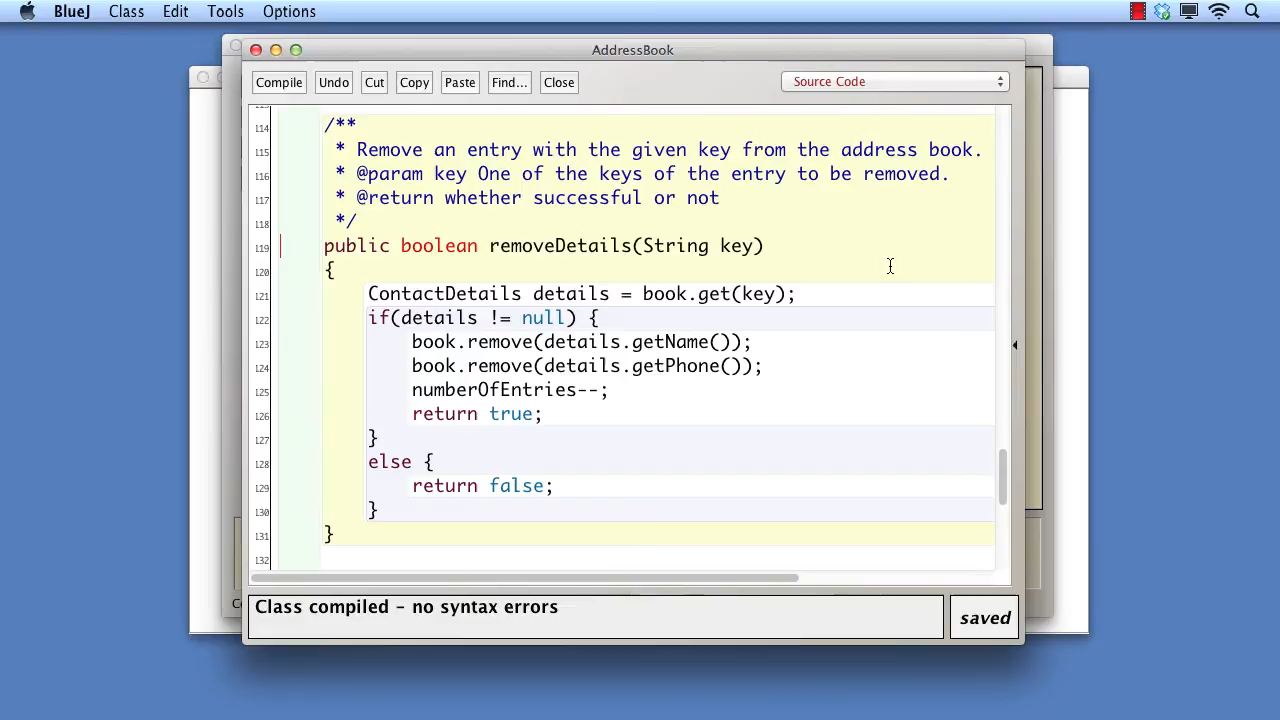 BlueJ Class Edit Tools Options
AddressBook
Compile Undo Cut Copy Paste Find... Close Source Code
114 /**
115 * Remove an entry with the given key from the address book.
116 * @param key One of the keys of the entry to be removed.
117 * @return whether successful or not
118 */
119 public boolean removeDetails(String key)
120 {
121 ContactDetails details = book.get(key);
122 if(details != null) {
123 book.remove(details.getName());
124 book.remove(details.getPhone());
125 numberOfEntries--;
126 return true;
127 }
128 else {
129 return false;
130 }
131 }
132
Class compiled - no syntax errors
saved